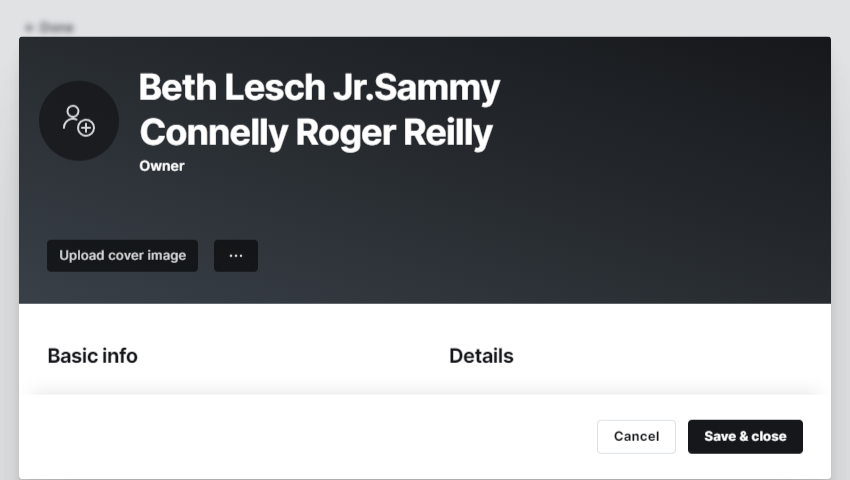 Done
Beth Lesch Jr.Sammy
Connelly Roger Reilly
Owner
Upload cover image
...
Basic info
Details
Cancel
Save & close